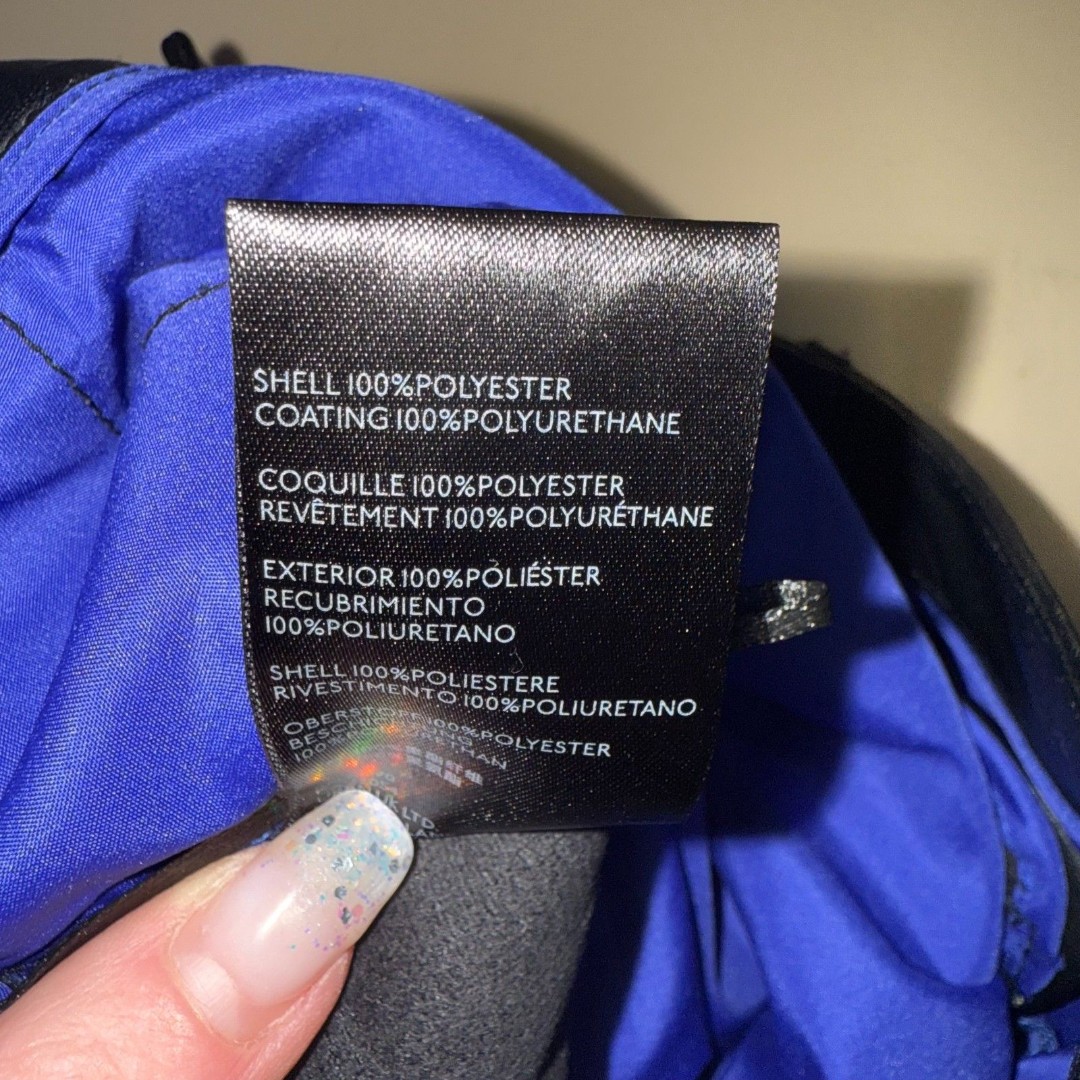 SHELL 100%POLYESTER
COATING 100%POLYURETHANE
COQUILLE 100%POLYESTER
REVÊTEMENT 100%POLYURÉTHANE
EXTERIOR 100%POLIÉSTER
RECUBRIMIENTO
100%POLIURETANO
SHELL 100%POLIESTERE
RIVESTIMENTO 100%POLIURETANO
OBERSTOFF 100%POLYESTER